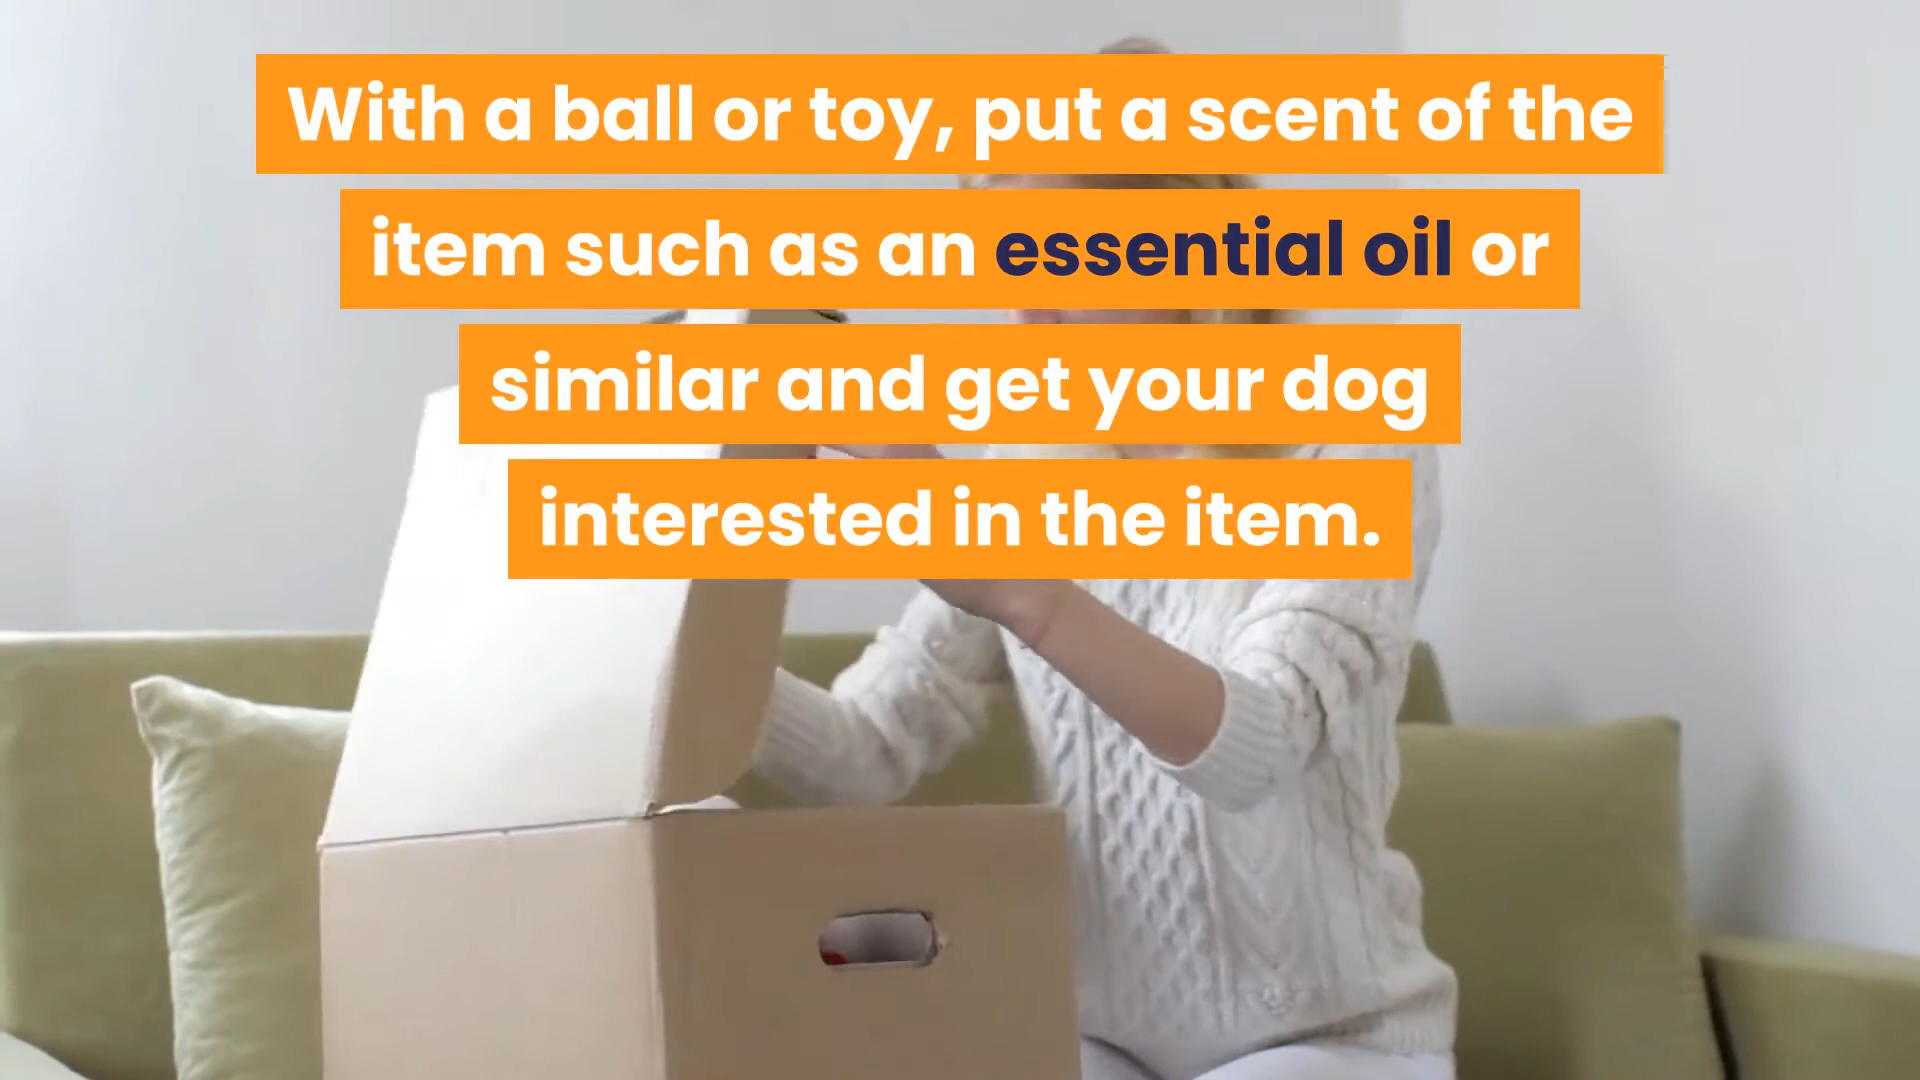 With a ball or toy, put a scent of the
item such as an essential oil or
similar and get your dog
interested in the item.